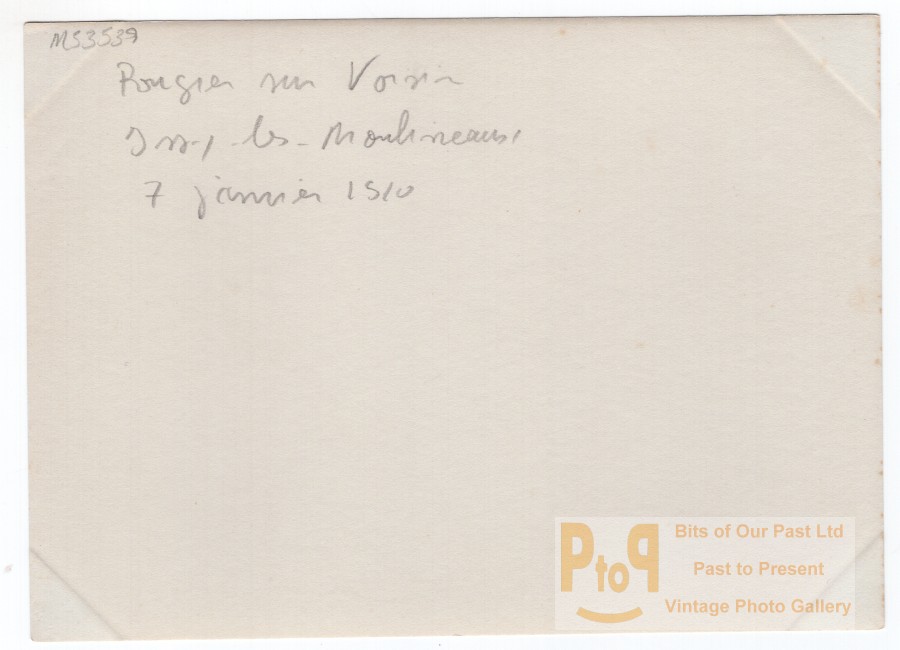 MS3539
Rougier sur Voisin
Issy-les-Moulineaux
7 janvier 1910
PtoP
Bits of Our Past Ltd
Past to Present
Vintage Photo Gallery